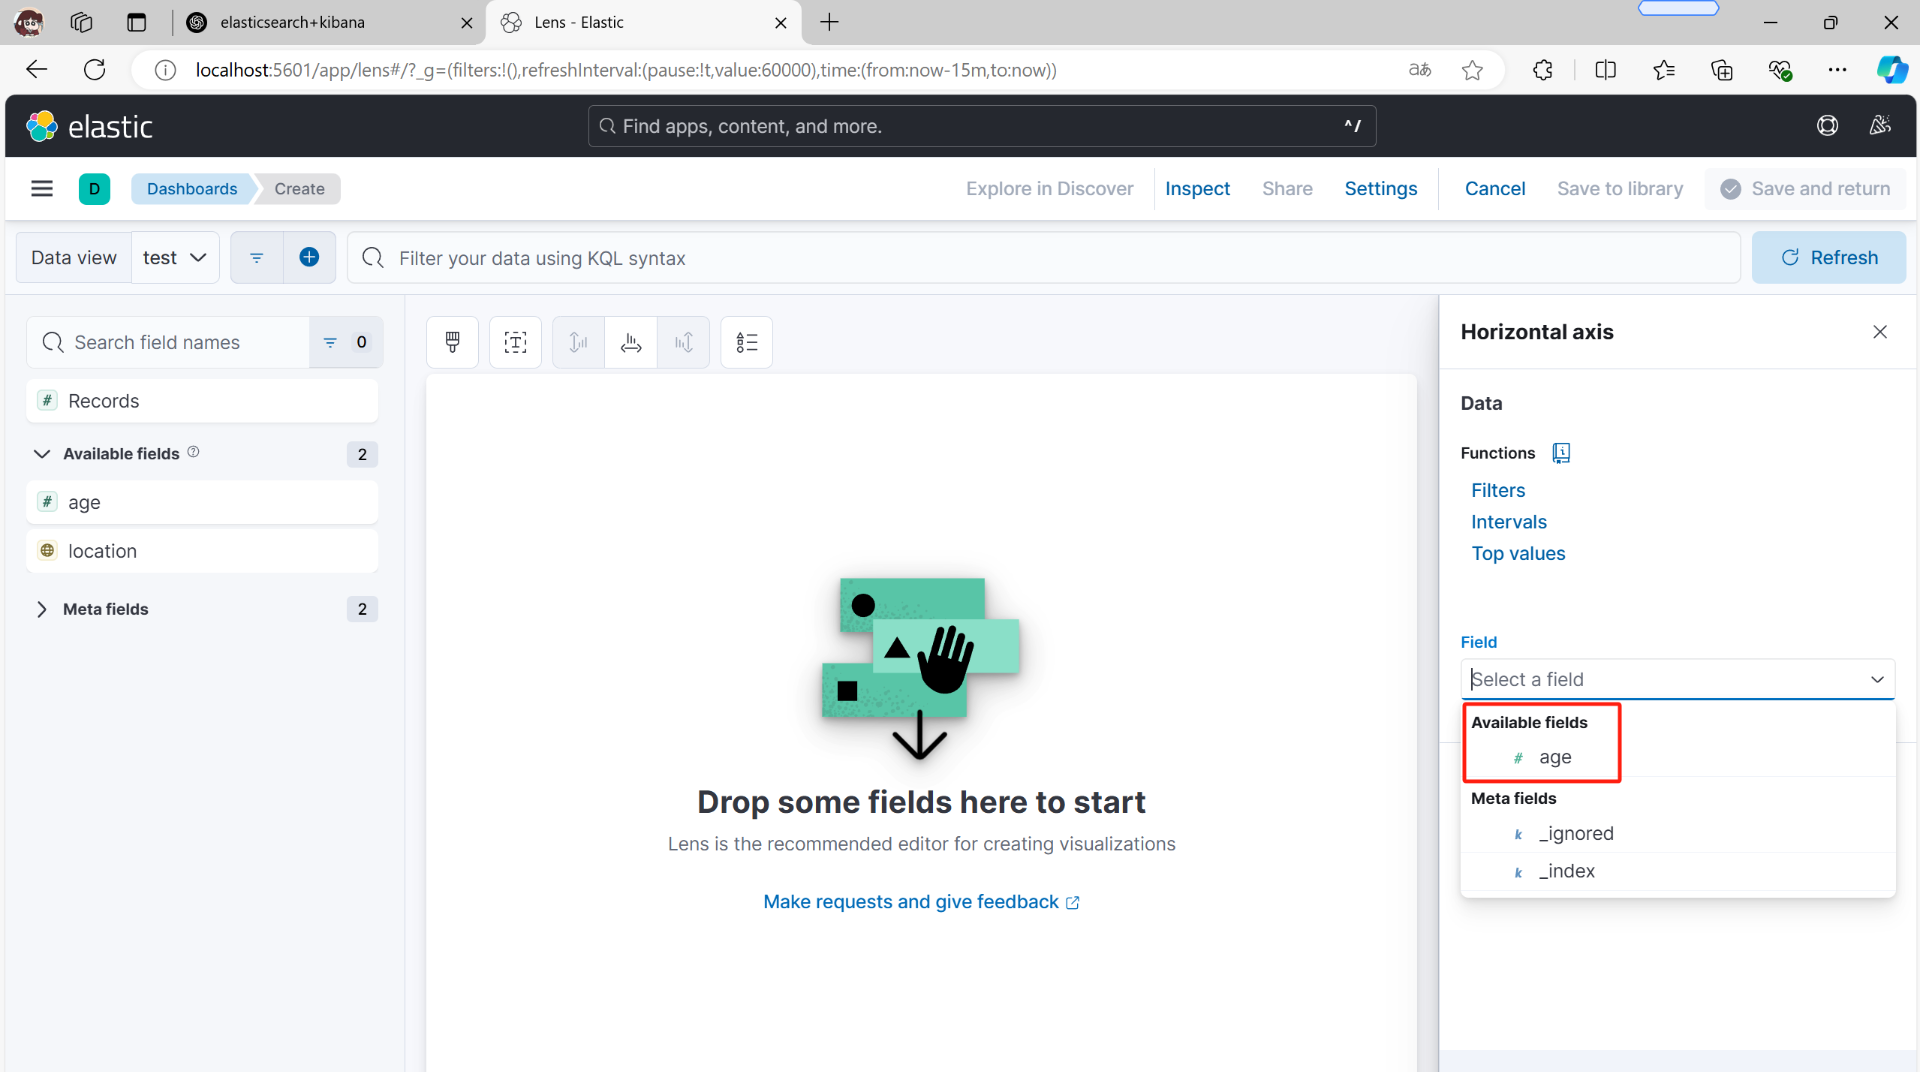 elasticsearch+kibana
Lens - Elastic
localhost:5601/app/lens#/?_g=(filters:!(),refreshInterval:(pause:!t,value:60000),time:(from:now-15m,to:now))
aあ
elastic
Find apps, content, and more.
^/
D
Dashboards
Create
Explore in Discover
Inspect
Share
Settings
Cancel
Save to library
Save and return
Data view
test
Filter your data using KQL syntax
Refresh
Search field names
0
# Records
Available fields
2
# age
location
Meta fields
2
Drop some fields here to start
Lens is the recommended editor for creating visualizations
Make requests and give feedback
Horizontal axis
Data
Functions
Filters
Intervals
Top values
Field
Select a field
Available fields
# age
Meta fields
k _ignored
k _index